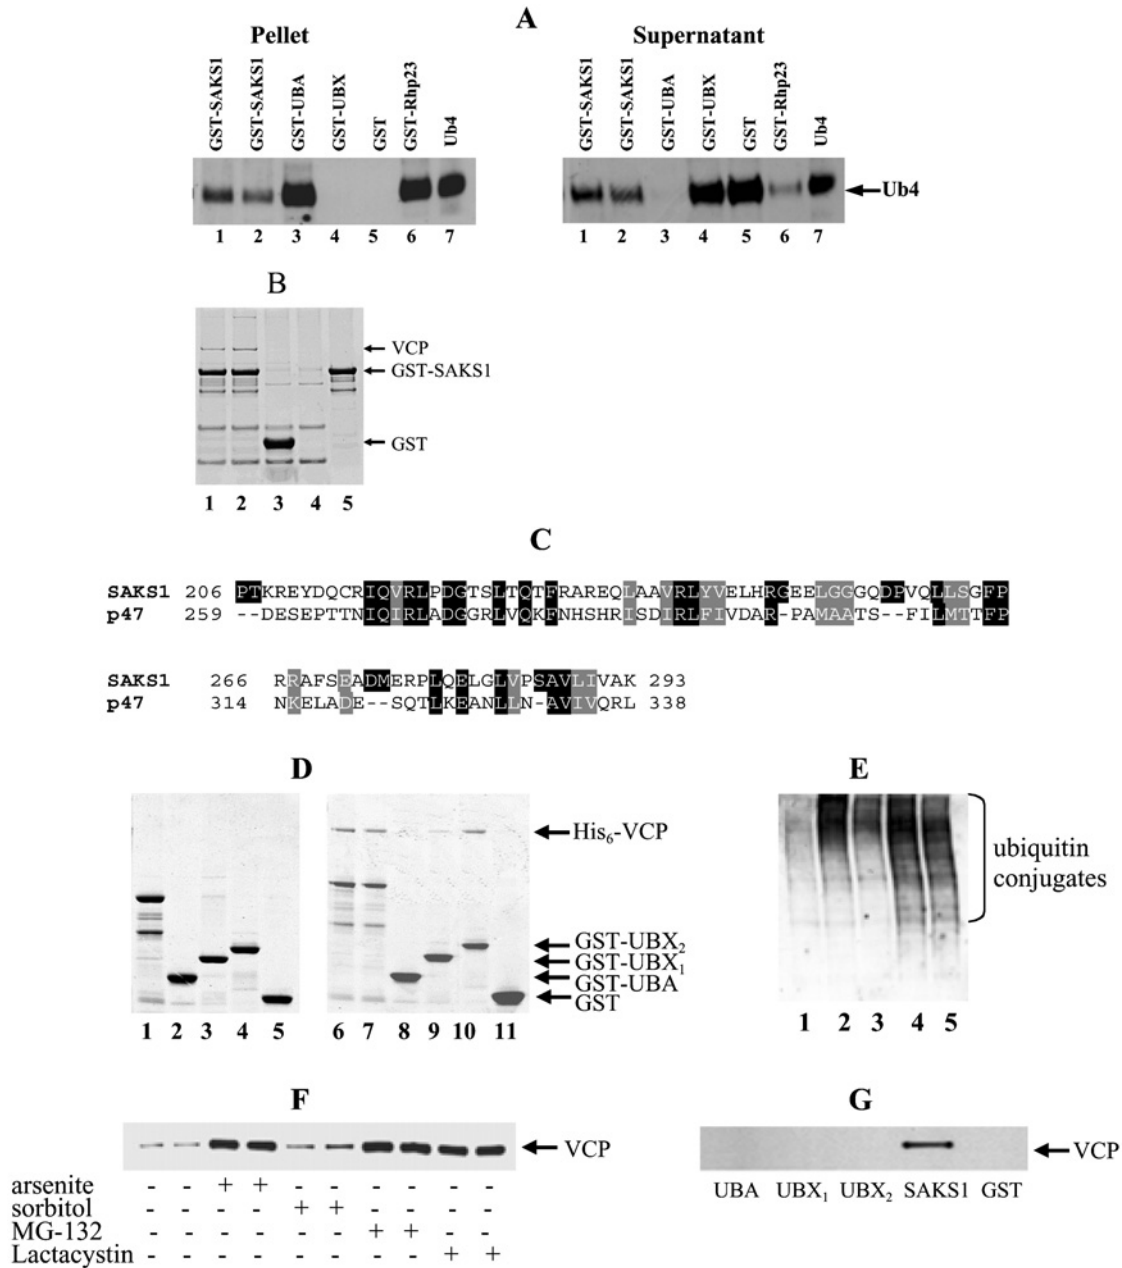 A
Pellet
Supernatant
GST-SAKS1 GST-SAKS1 GST-UBA GST-UBX GST GST-Rhp23 Ub4
GST-SAKS1 GST-SAKS1 GST-UBA GST-UBX GST GST-Rhp23 Ub4
Ub4
1 2 3 4 5 6 7
1 2 3 4 5 6 7
B
VCP
GST-SAKS1
GST
1 2 3 4 5
C
SAKS1 206 PTKREYDQCRIQVRLPDGTSLTQTFRAREQLAAVRLYVELHRGEELGGGQDPVQLLSGFP
p47 259 --DESEPTTNIQIRLADGGRLVQKFNHSHRISDIRLFIVDAR-PAMAATS--FILMTTFP
SAKS1 266 RRAFSEADMERPLQELGLVPSAVLIVAK 293
p47 314 NKELADE--SQTLKEANLLN-AVIVQRL 338
D
His6-VCP
GST-UBX2
GST-UBX1
GST-UBA
GST
1 2 3 4 5
6 7 8 9 10 11
E
ubiquitin
conjugates
1 2 3 4 5
F
VCP
arsenite - - + + - - - - - -
sorbitol - - - - + + - - - -
MG-132 - - - - - - + + - -
Lactacystin - - - - - - - - + +
G
VCP
UBA UBX1 UBX2 SAKS1 GST